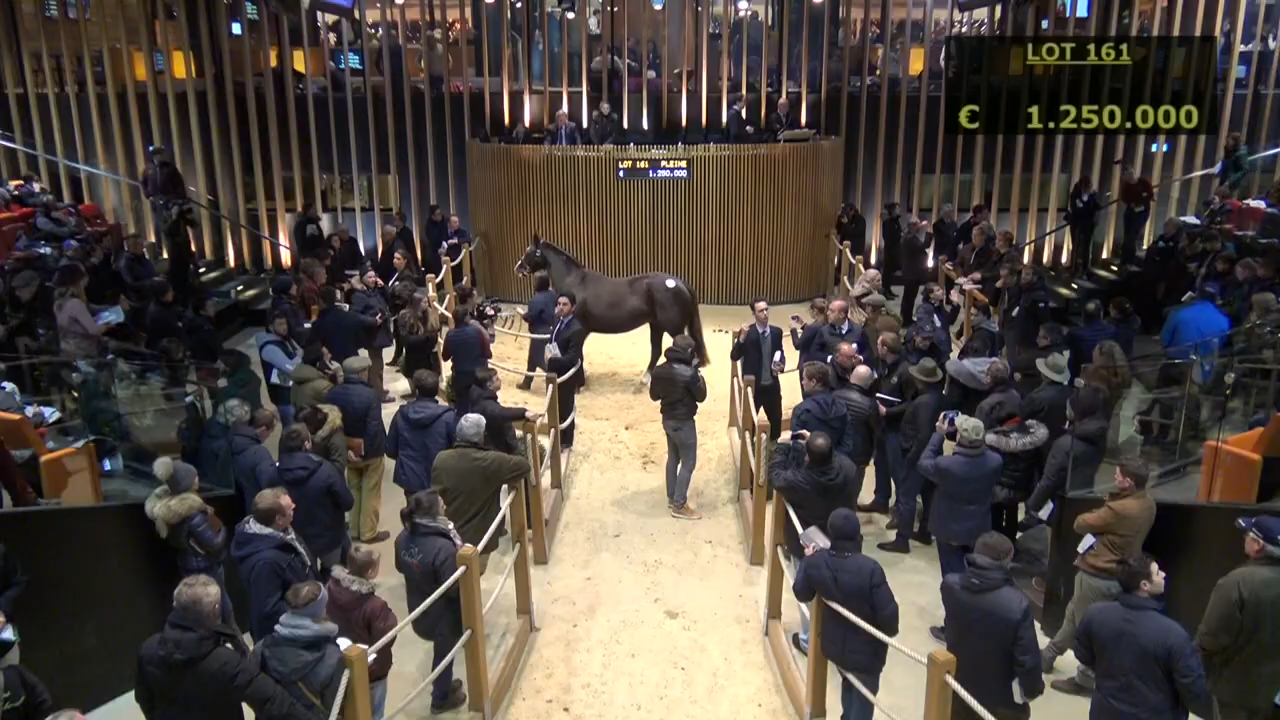 LOT 161
€ 1.250.000
LOT 161 PLEINE
€ 1.250.000